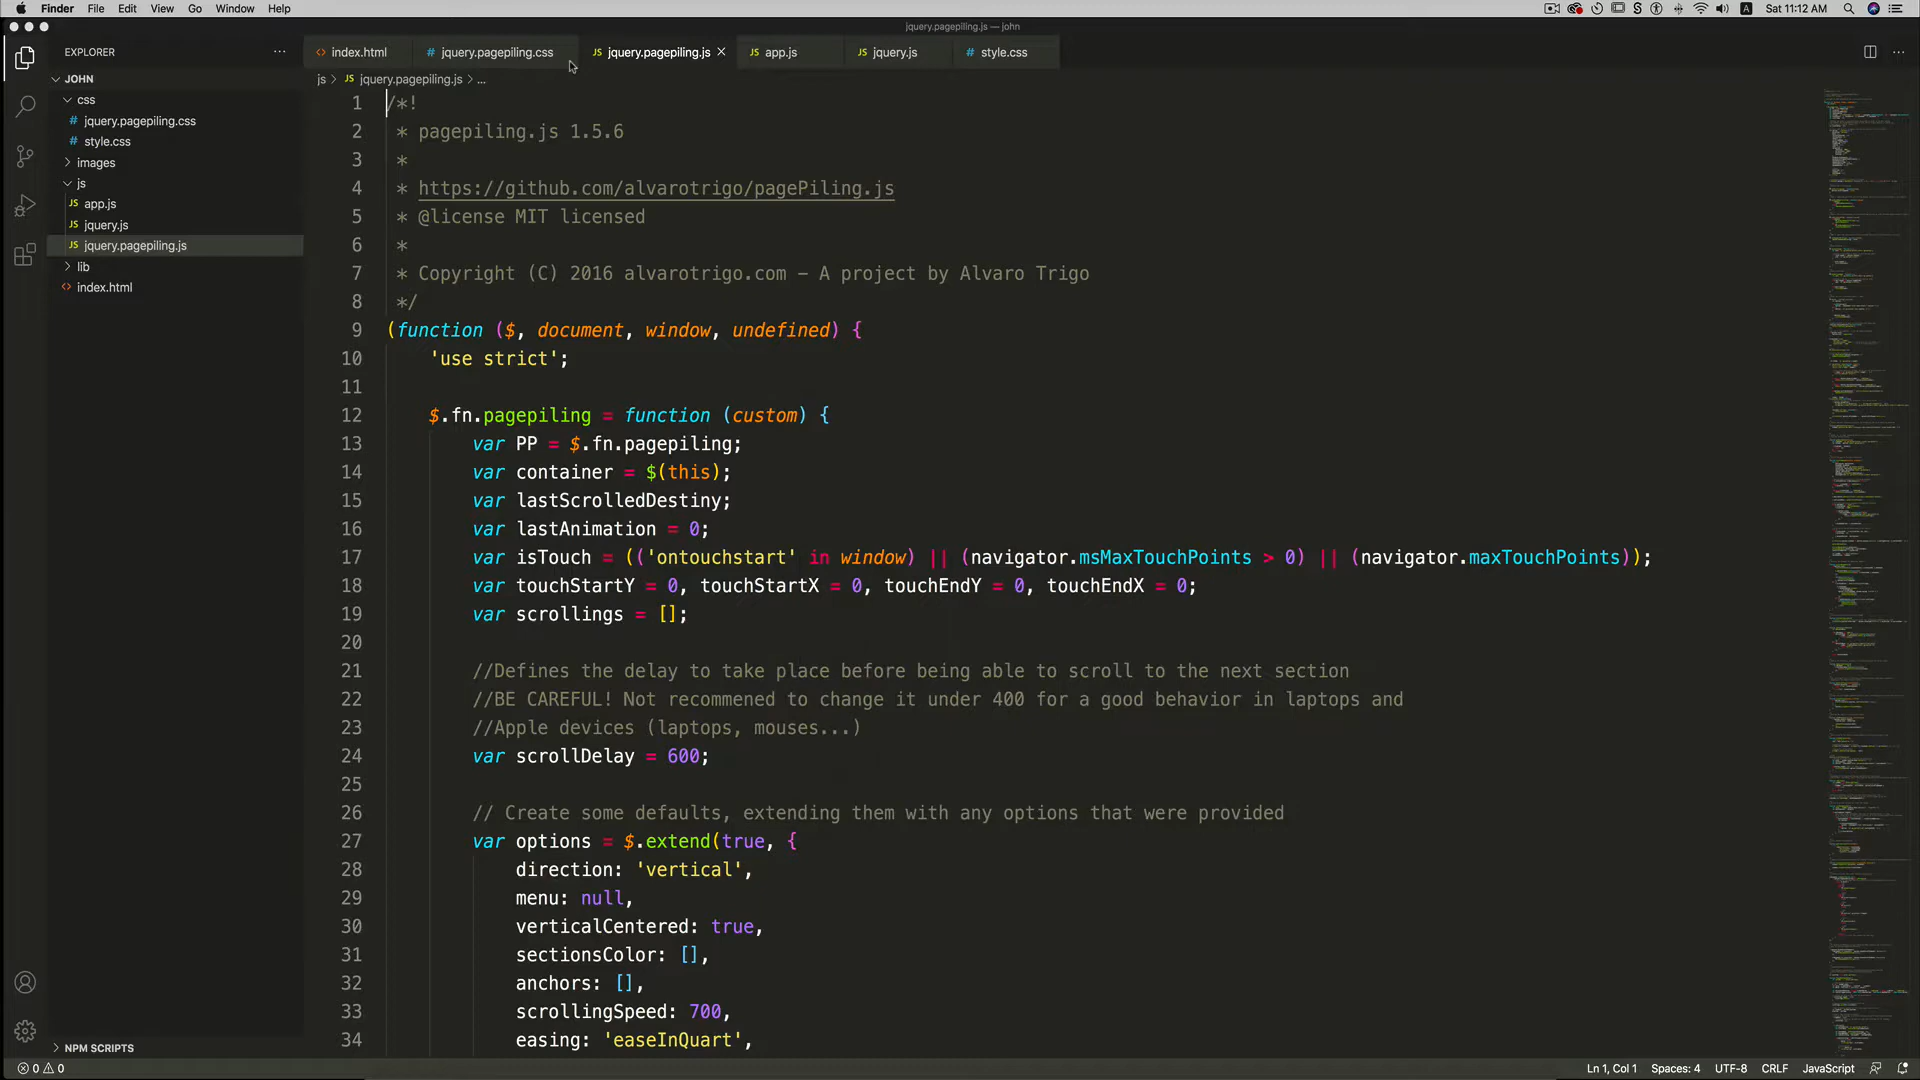 Finder File Edit View Go Window Help
Sat 11:12 AM
jquery.pagepiling.js — john
EXPLORER
index.html
jquery.pagepiling.css
jquery.pagepiling.js
app.js
jquery.js
style.css
JOHN
css
jquery.pagepiling.css
style.css
images
js
app.js
jquery.js
jquery.pagepiling.js
lib
index.html
NPM SCRIPTS
js > JS jquery.pagepiling.js > ...
1 /*!
2 * pagepiling.js 1.5.6
3 *
4 * https://github.com/alvarotrigo/pagePiling.js
5 * @license MIT licensed
6 *
7 * Copyright (C) 2016 alvarotrigo.com - A project by Alvaro Trigo
8 */
9 (function ($, document, window, undefined) {
10 'use strict';
11
12 $.fn.pagepiling = function (custom) {
13 var PP = $.fn.pagepiling;
14 var container = $(this);
15 var lastScrolledDestiny;
16 var lastAnimation = 0;
17 var isTouch = (('ontouchstart' in window) || (navigator.msMaxTouchPoints > 0) || (navigator.maxTouchPoints));
18 var touchStartY = 0, touchStartX = 0, touchEndY = 0, touchEndX = 0;
19 var scrollings = [];
20
21 //Defines the delay to take place before being able to scroll to the next section
22 //BE CAREFUL! Not recommened to change it under 400 for a good behavior in laptops and
23 //Apple devices (laptops, mouses...)
24 var scrollDelay = 600;
25
26 // Create some defaults, extending them with any options that were provided
27 var options = $.extend(true, {
28 direction: 'vertical',
29 menu: null,
30 verticalCentered: true,
31 sectionsColor: [],
32 anchors: [],
33 scrollingSpeed: 700,
34 easing: 'easeInQuart',
0 0 Ln 1, Col 1 Spaces: 4 UTF-8 CRLF JavaScript